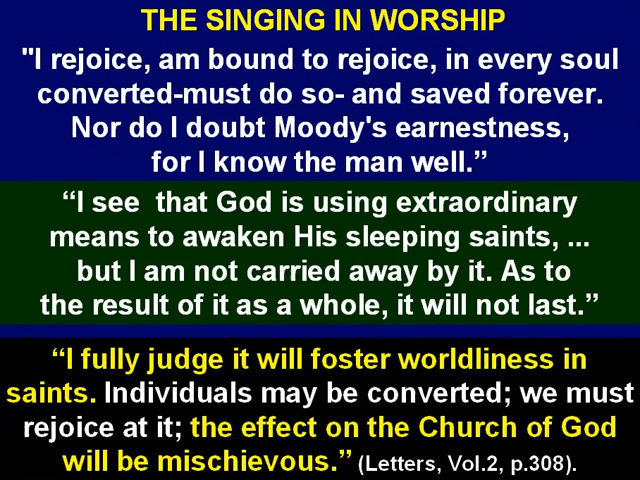 THE SINGING IN WORSHIP
"I rejoice, am bound to rejoice, in every soul
converted-must do so- and saved forever.
Nor do I doubt Moody's earnestness,
for I know the man well.”
“I see  that God is using extraordinary
means to awaken His sleeping saints, ...
but I am not carried away by it. As to
the result of it as a whole, it will not last.”
“I fully judge it will foster worldliness in
saints. Individuals may be converted; we must
rejoice at it; the effect on the Church of God
will be mischievous.” (Letters, Vol.2, p.308).